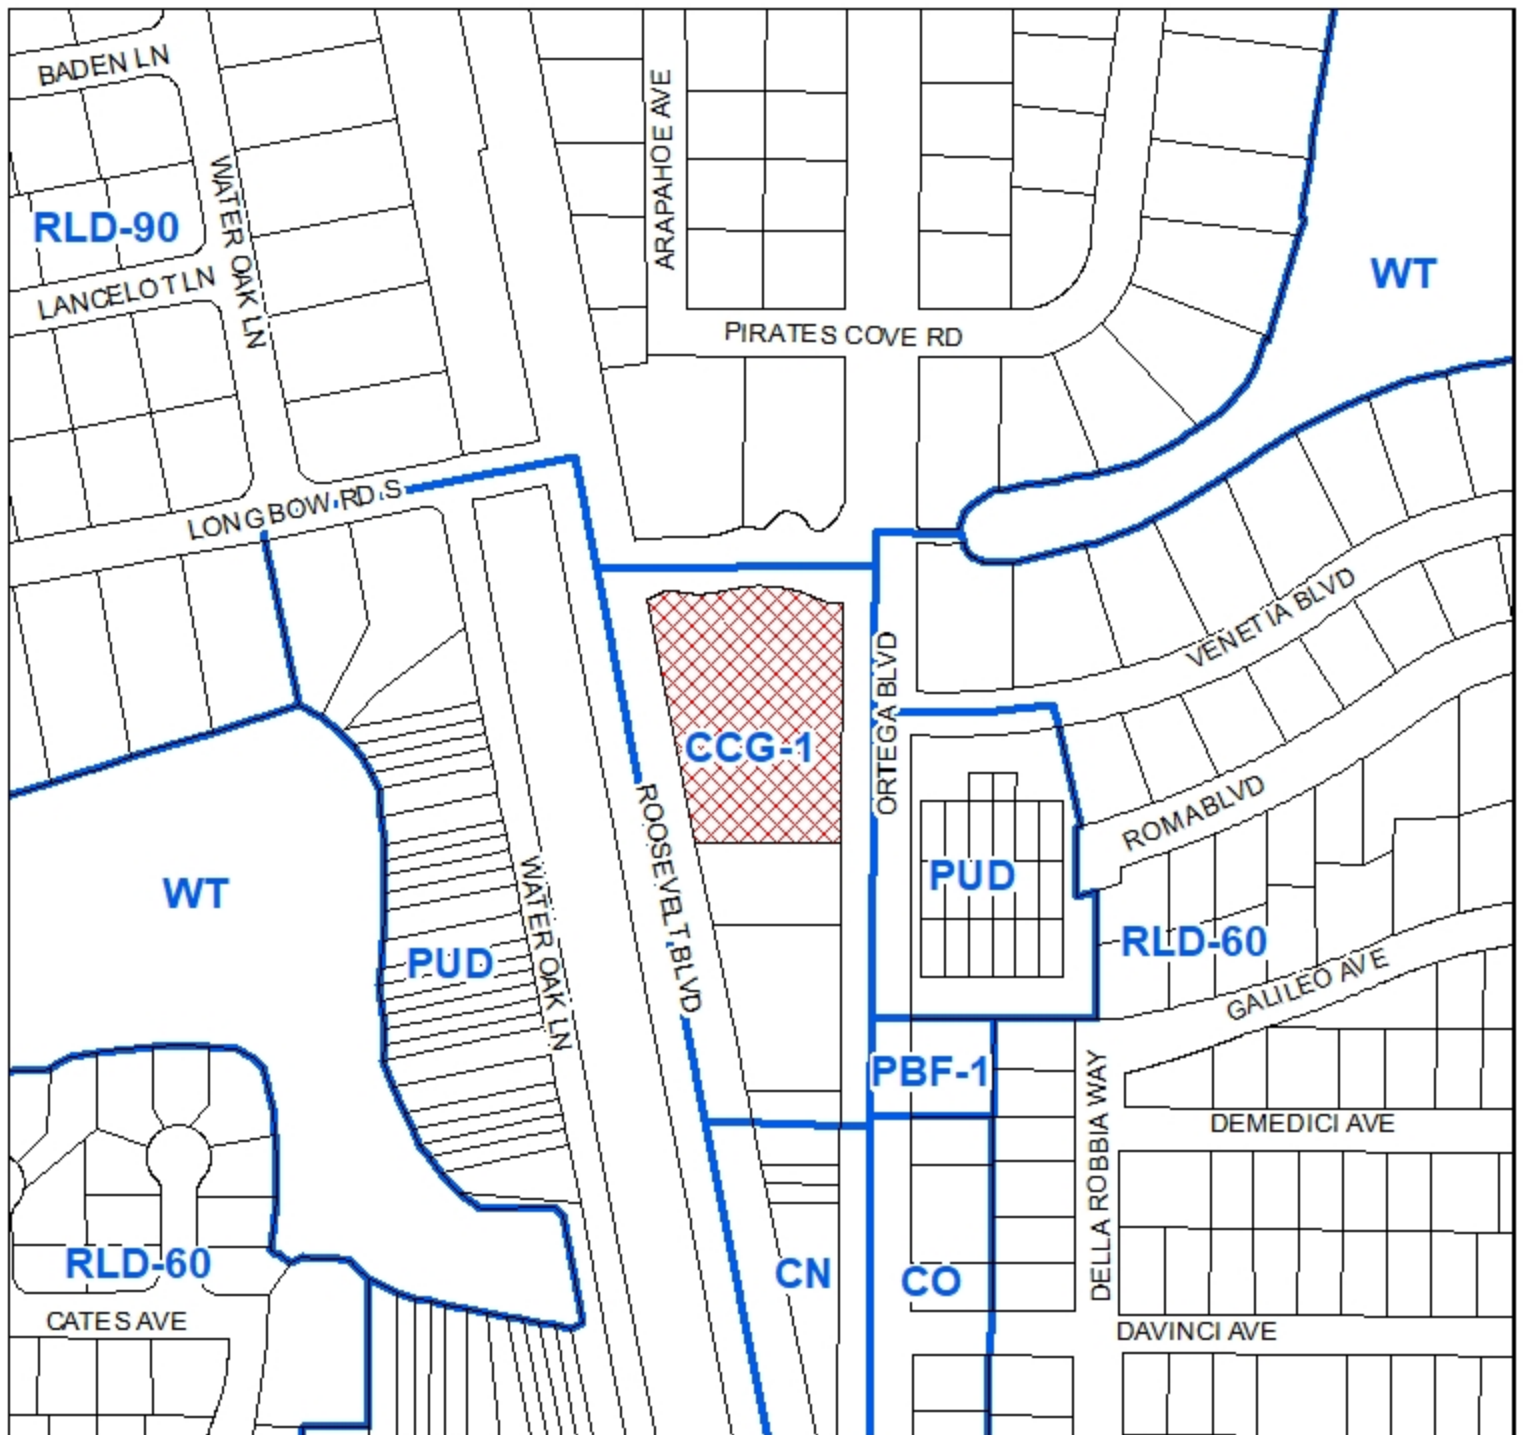 BADEN LN
ARAPAHOE AVE
WATER OAK LN
RLD-90
WT
LANCELOT LN
PIRATES COVE RD
LONGBOW RD S
VENETIA BLVD
ORTEGA BLVD
CCG-1
ROOSEVELT BLVD
ROMA BLVD
WT
PUD
WATER OAK LN
RLD-60
PUD
GALILEO AVE
PBF-1
DELLA ROBBIA WAY
DEMEDICI AVE
RLD-60
CN
CO
CATES AVE
DAVINCI AVE